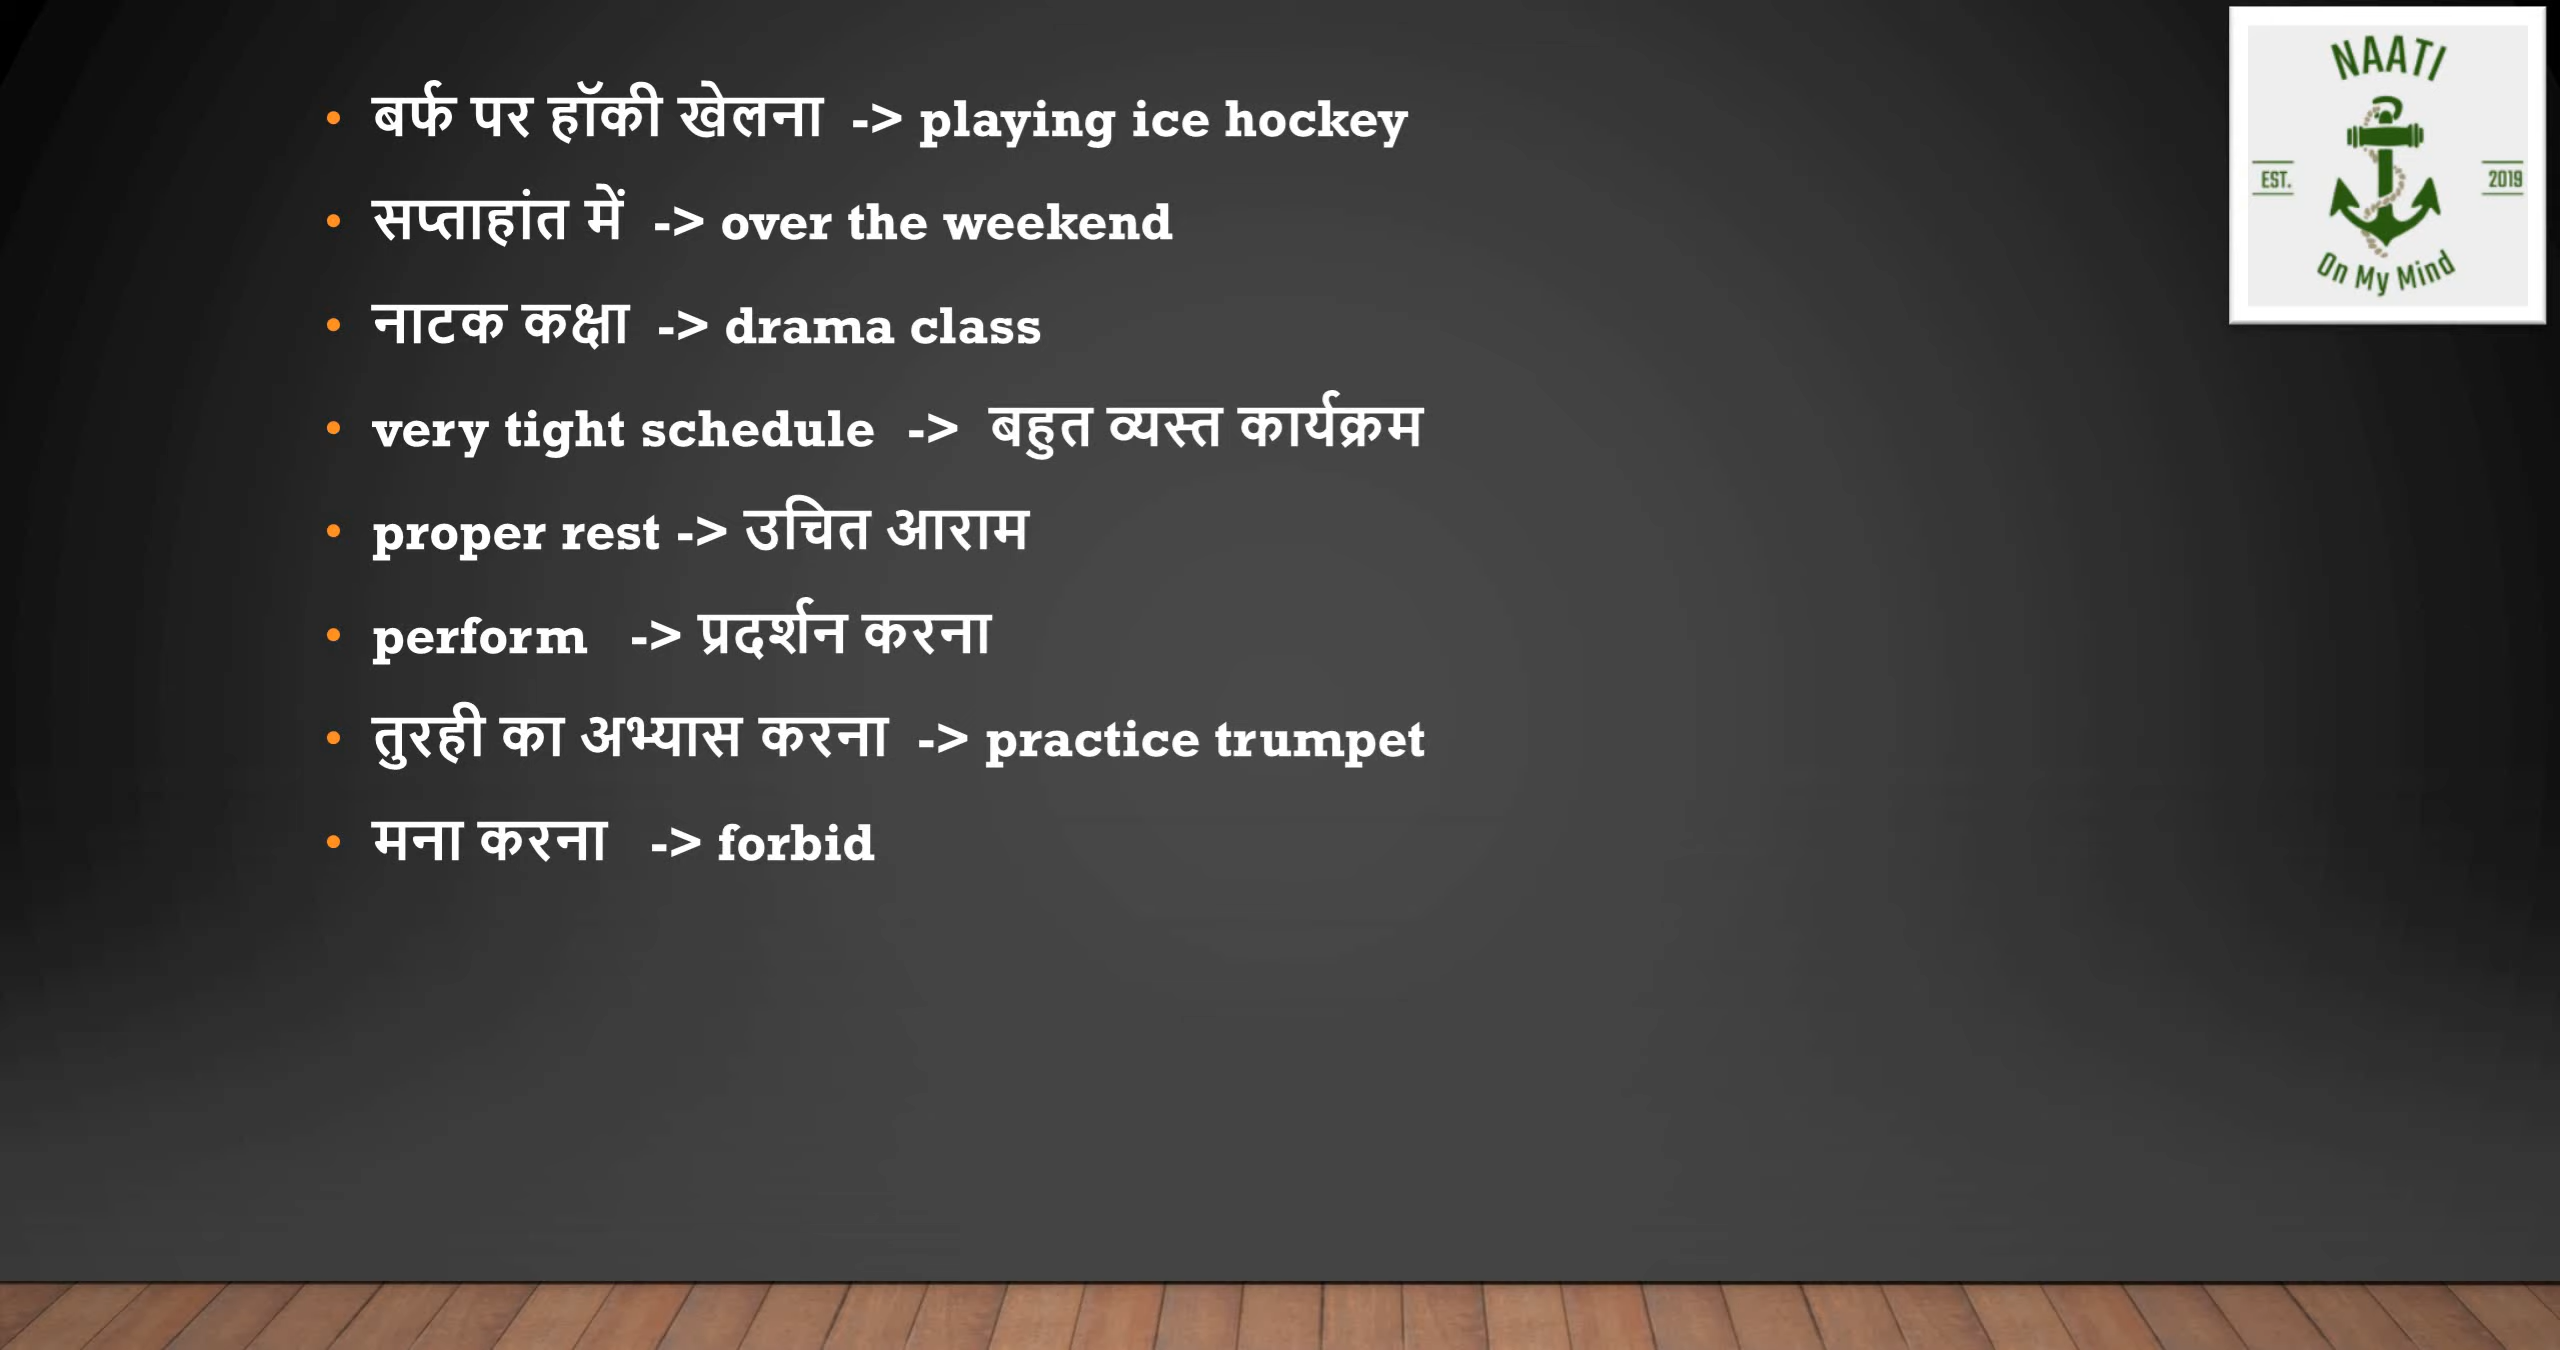 • बर्फ पर हॉकी खेलना -> playing ice hockey
• सप्ताहांत में -> over the weekend
• नाटक कक्षा -> drama class
• very tight schedule -> बहुत व्यस्त कार्यक्रम
• proper rest -> उचित आराम
• perform -> प्रदर्शन करना
• तुरही का अभ्यास करना -> practice trumpet
• मना करना -> forbid
NAATI
EST. 2019
On My Mind